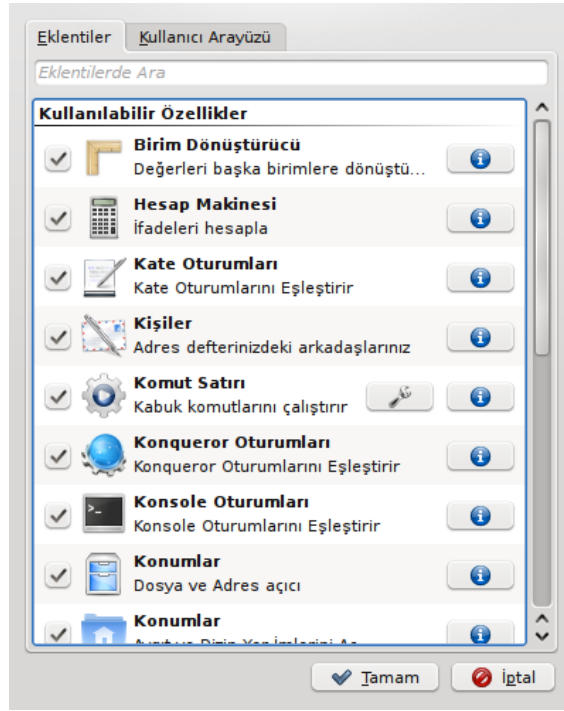 Eklentiler Kullanıcı Arayüzü
Eklentilerde Ara
Kullanılabilir Özellikler
Birim Dönüştürücü
Değerleri başka birimlere dönüştü...
Hesap Makinesi
İfadeleri hesapla
Kate Oturumları
Kate Oturumlarını Eşleştirir
Kişiler
Adres defterinizdeki arkadaşlarınız
Komut Satırı
Kabuk komutlarını çalıştırır
Konqueror Oturumları
Konqueror Oturumlarını Eşleştirir
Konsole Oturumları
Konsole Oturumlarını Eşleştirir
Konumlar
Dosya ve Adres açıcı
Konumlar
Tamam İptal